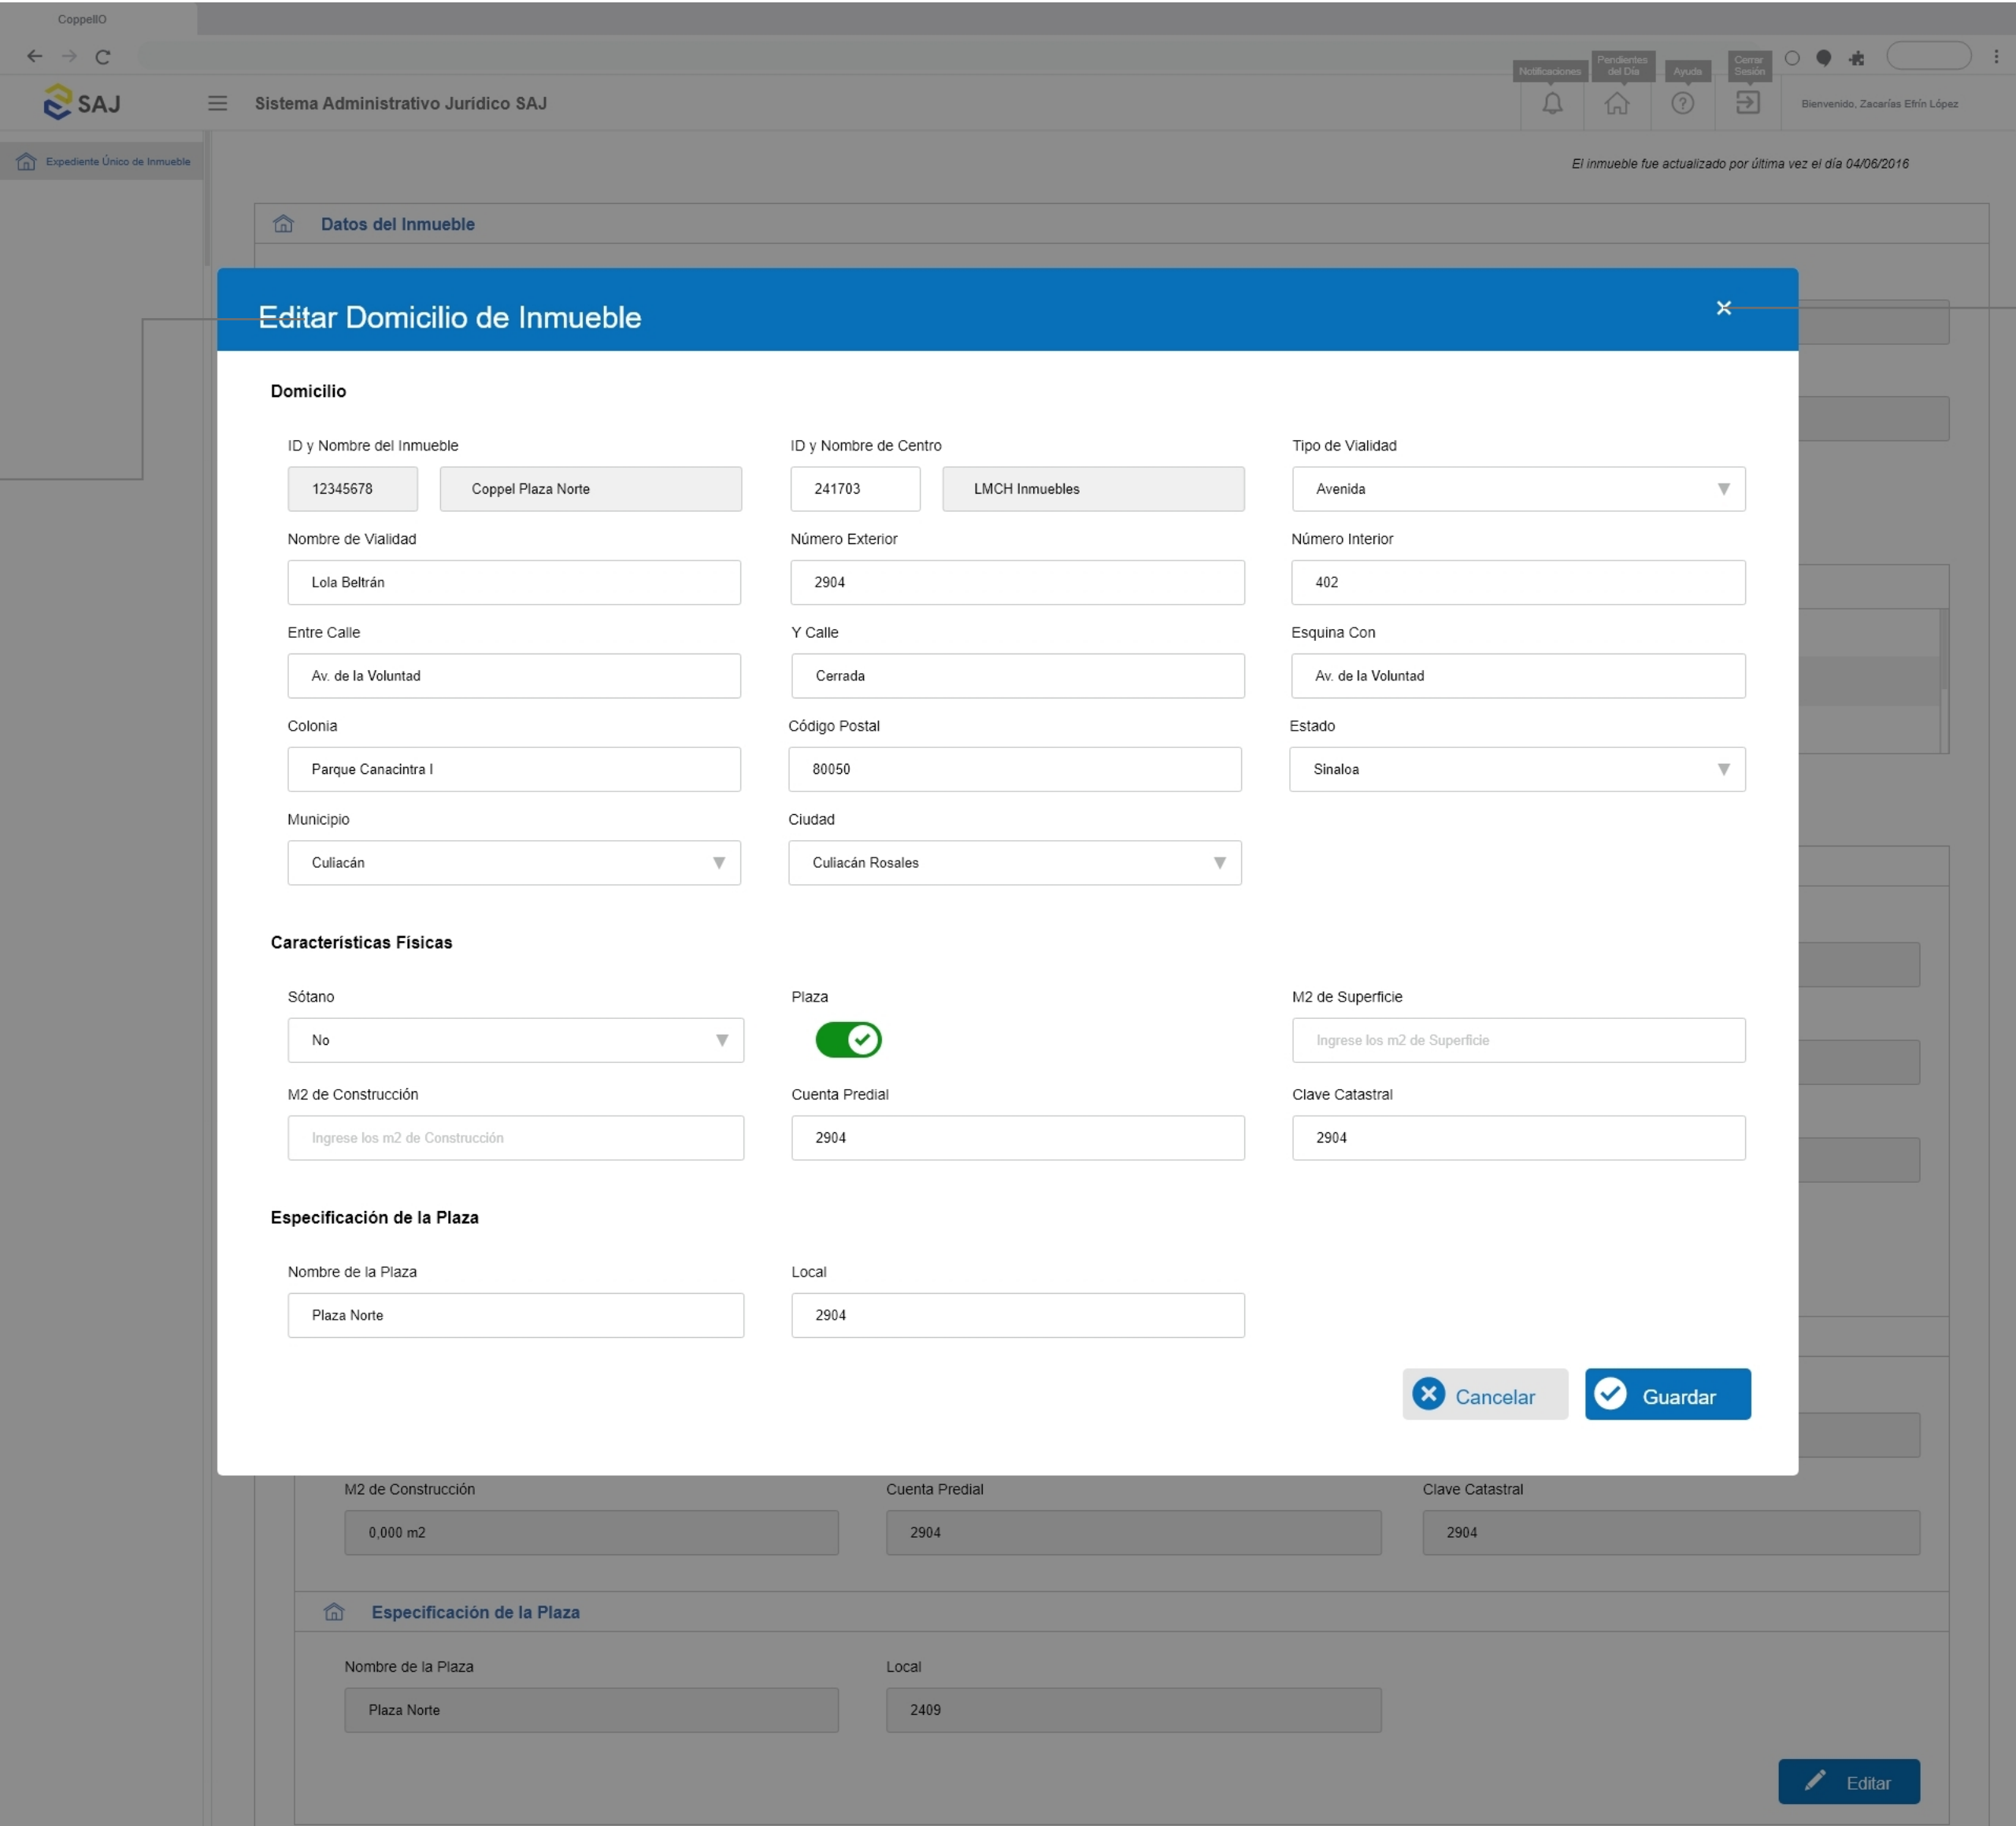 CoppelIO
Notificaciones
Pendientes
del Día
Ayuda
Cerrar
Sesión
SAJ
Sistema Administrativo Jurídico SAJ
Bienvenido, Zacarías Efrín López
Expediente Único de Inmueble
El inmueble fue actualizado por última vez el día 04/06/2016
Datos del Inmueble
Editar Domicilio de Inmueble
Domicilio
ID y Nombre del Inmueble
ID y Nombre de Centro
Tipo de Vialidad
12345678
Coppel Plaza Norte
241703
LMCH Inmuebles
Avenida
Nombre de Vialidad
Número Exterior
Número Interior
Lola Beltrán
2904
402
Entre Calle
Y Calle
Esquina Con
Av. de la Voluntad
Cerrada
Av. de la Voluntad
Colonia
Código Postal
Estado
Parque Canacintra I
80050
Sinaloa
Municipio
Ciudad
Culiacán
Culiacán Rosales
Características Físicas
Sótano
Plaza
M2 de Superficie
No
Ingrese los m2 de Superficie
M2 de Construcción
Cuenta Predial
Clave Catastral
Ingrese los m2 de Construcción
2904
2904
Especificación de la Plaza
Nombre de la Plaza
Local
Plaza Norte
2904
Cancelar
Guardar
M2 de Construcción
Cuenta Predial
Clave Catastral
0,000 m2
2904
2904
Especificación de la Plaza
Nombre de la Plaza
Local
Plaza Norte
2409
Editar